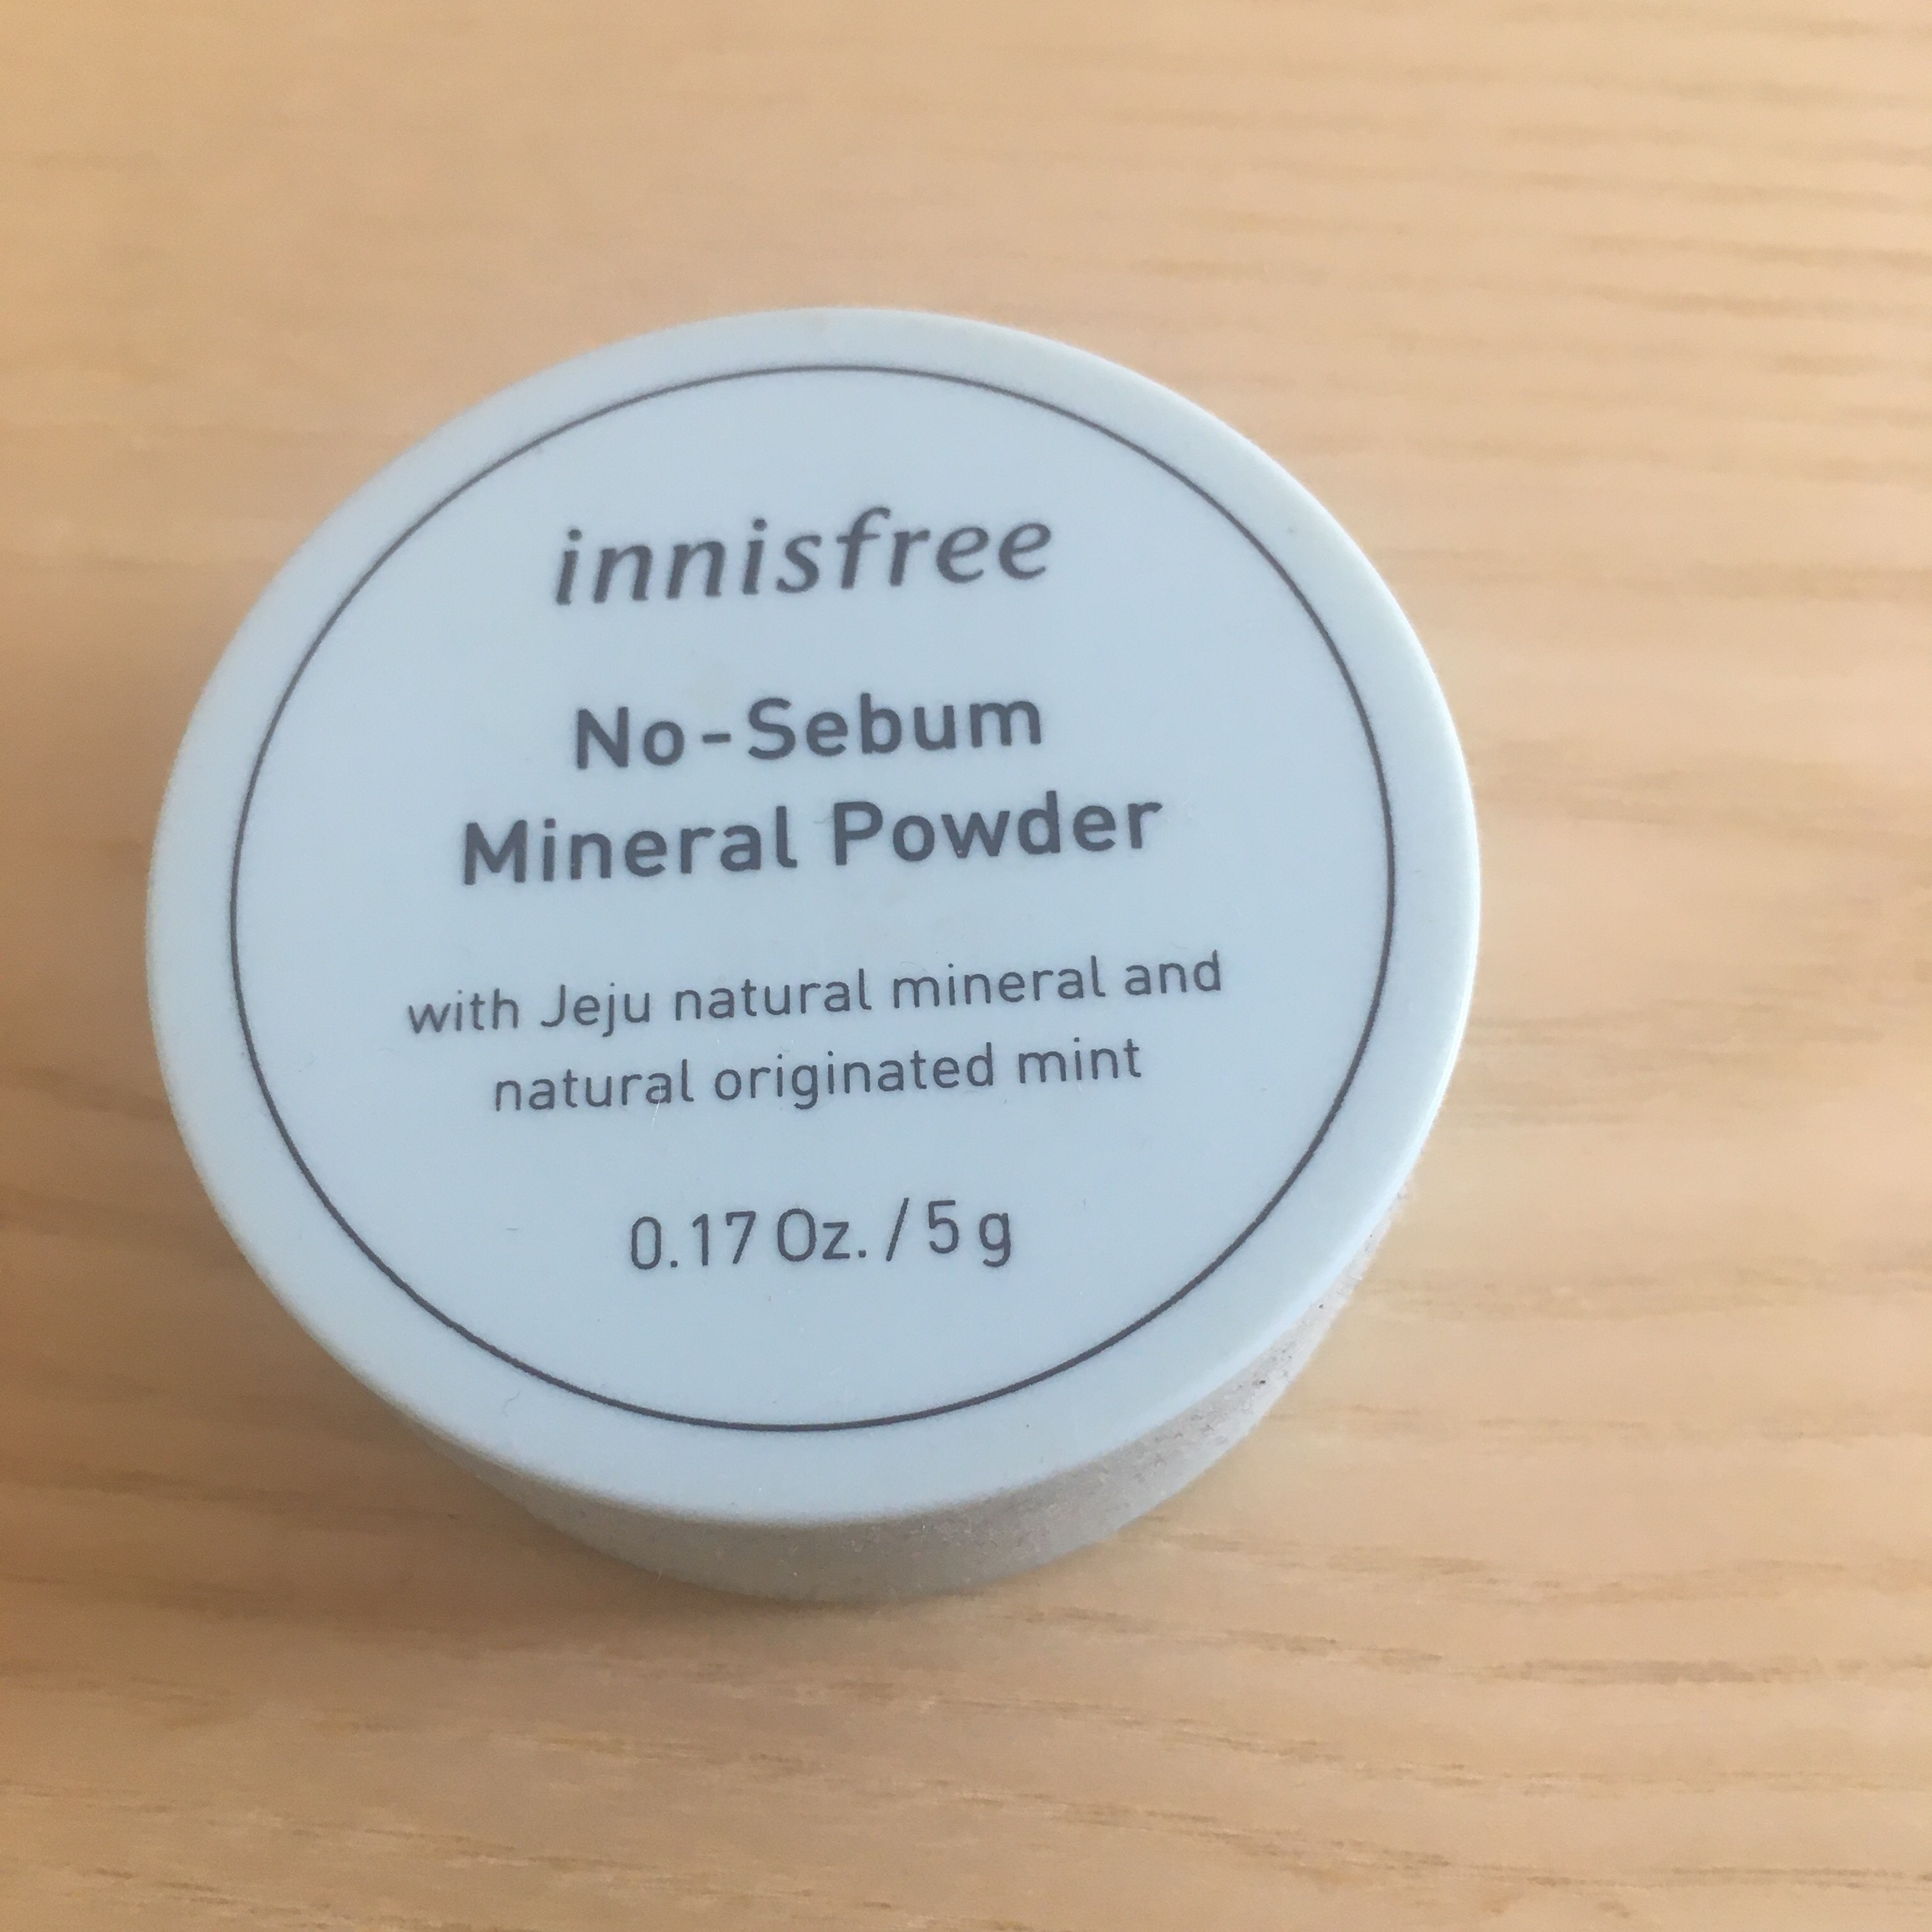 innisfree
No-Sebum
Mineral Powder
with Jeju natural mineral and
natural originated mint
0.17 Oz. / 5 g